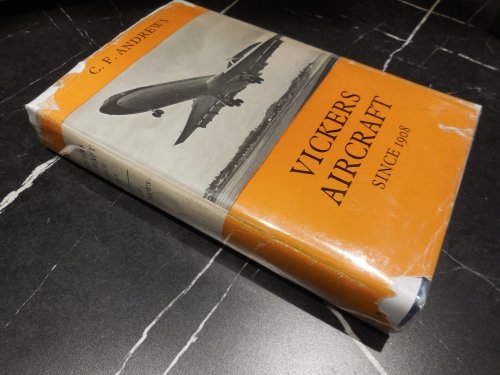 C. F. ANDREWS
VICKERS
AIRCRAFT
SINCE 1908